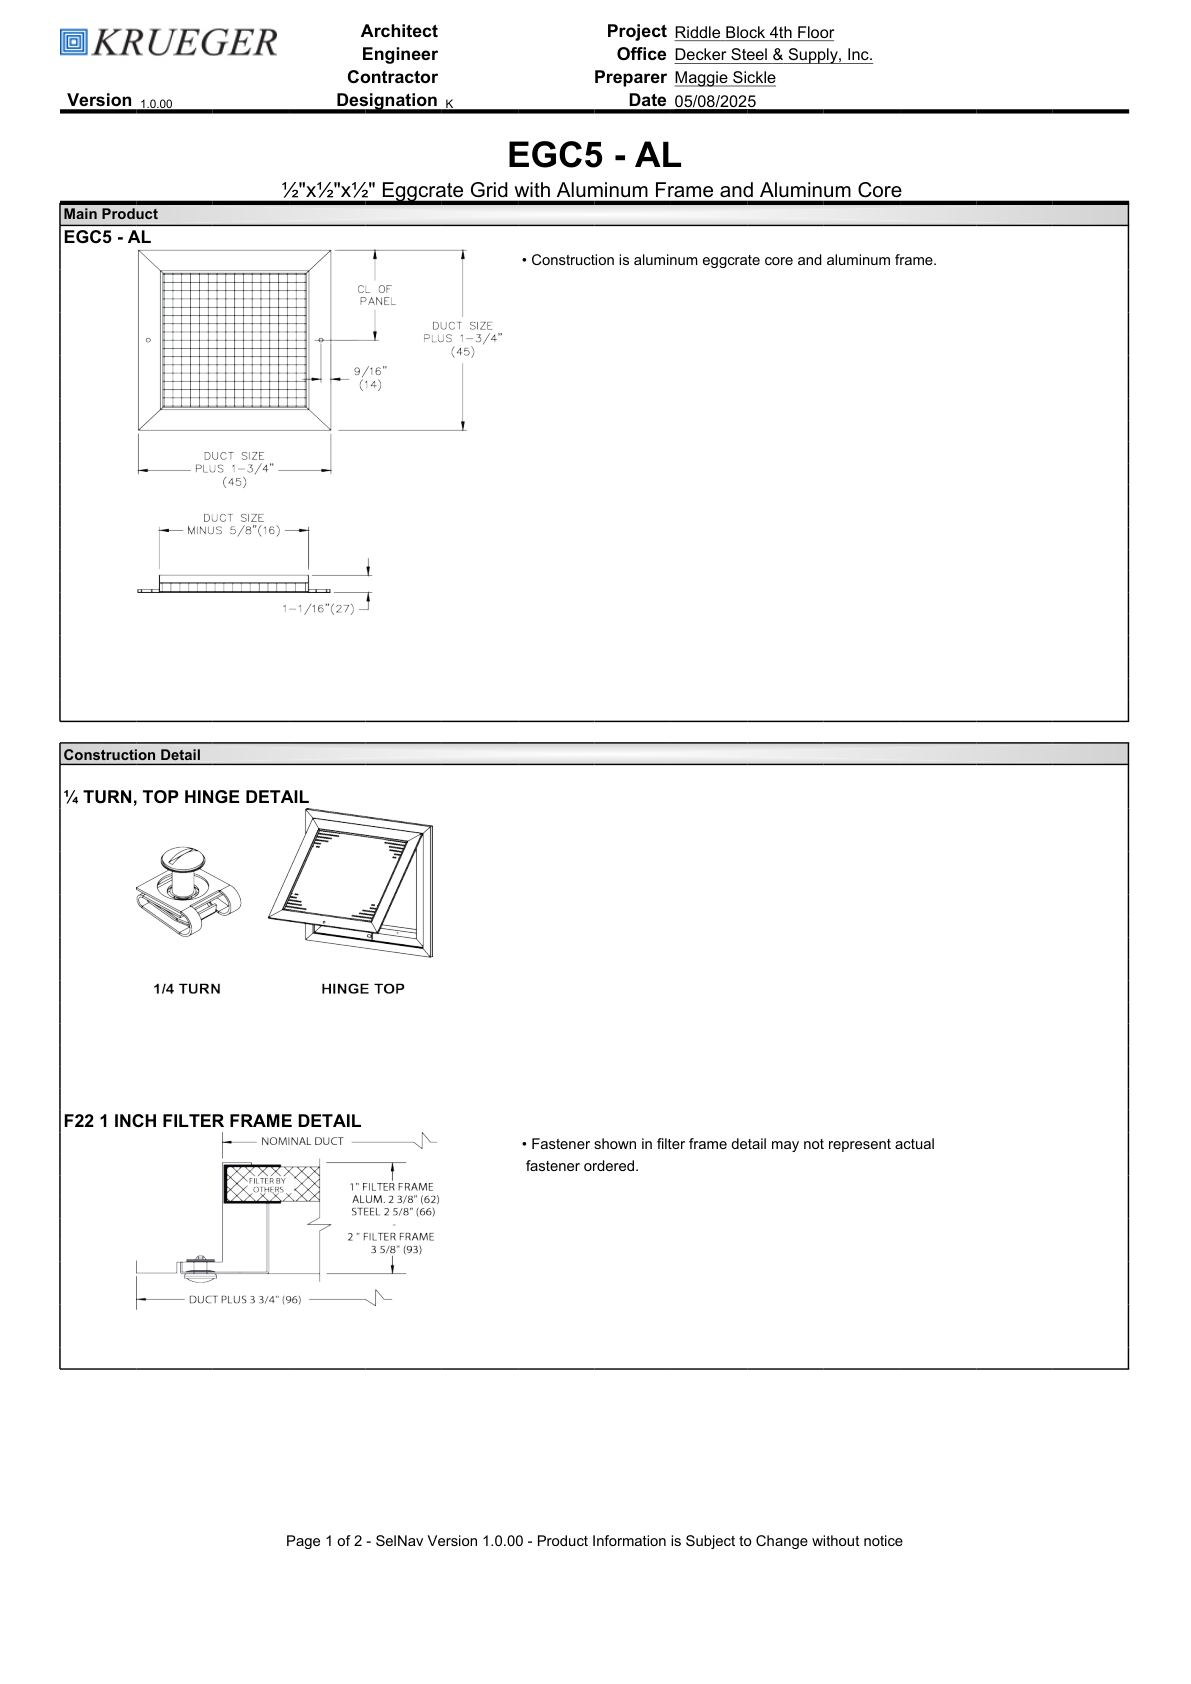 KRUEGER
Architect
Project Riddle Block 4th Floor
Engineer
Office Decker Steel & Supply, Inc.
Contractor
Preparer Maggie Sickle
Version 1.0.00
Designation K
Date 05/08/2025
EGC5 - AL
½"x½"x½" Eggcrate Grid with Aluminum Frame and Aluminum Core
Main Product
EGC5 - AL
• Construction is aluminum eggcrate core and aluminum frame.
CL OF
PANEL
DUCT SIZE
PLUS 1-3/4"
(45)
9/16"
(14)
DUCT SIZE
PLUS 1-3/4"
(45)
DUCT SIZE
MINUS 5/8"(16)
1-1/16"(27)
Construction Detail
¼ TURN, TOP HINGE DETAIL
1/4 TURN
HINGE TOP
F22 1 INCH FILTER FRAME DETAIL
NOMINAL DUCT
• Fastener shown in filter frame detail may not represent actual
fastener ordered.
FILTER BY
OTHERS
1" FILTER FRAME
ALUM. 2 3/8" (62)
STEEL 2 5/8" (66)
-
2 " FILTER FRAME
3 5/8" (93)
DUCT PLUS 3 3/4" (96)
Page 1 of 2 - SelNav Version 1.0.00 - Product Information is Subject to Change without notice